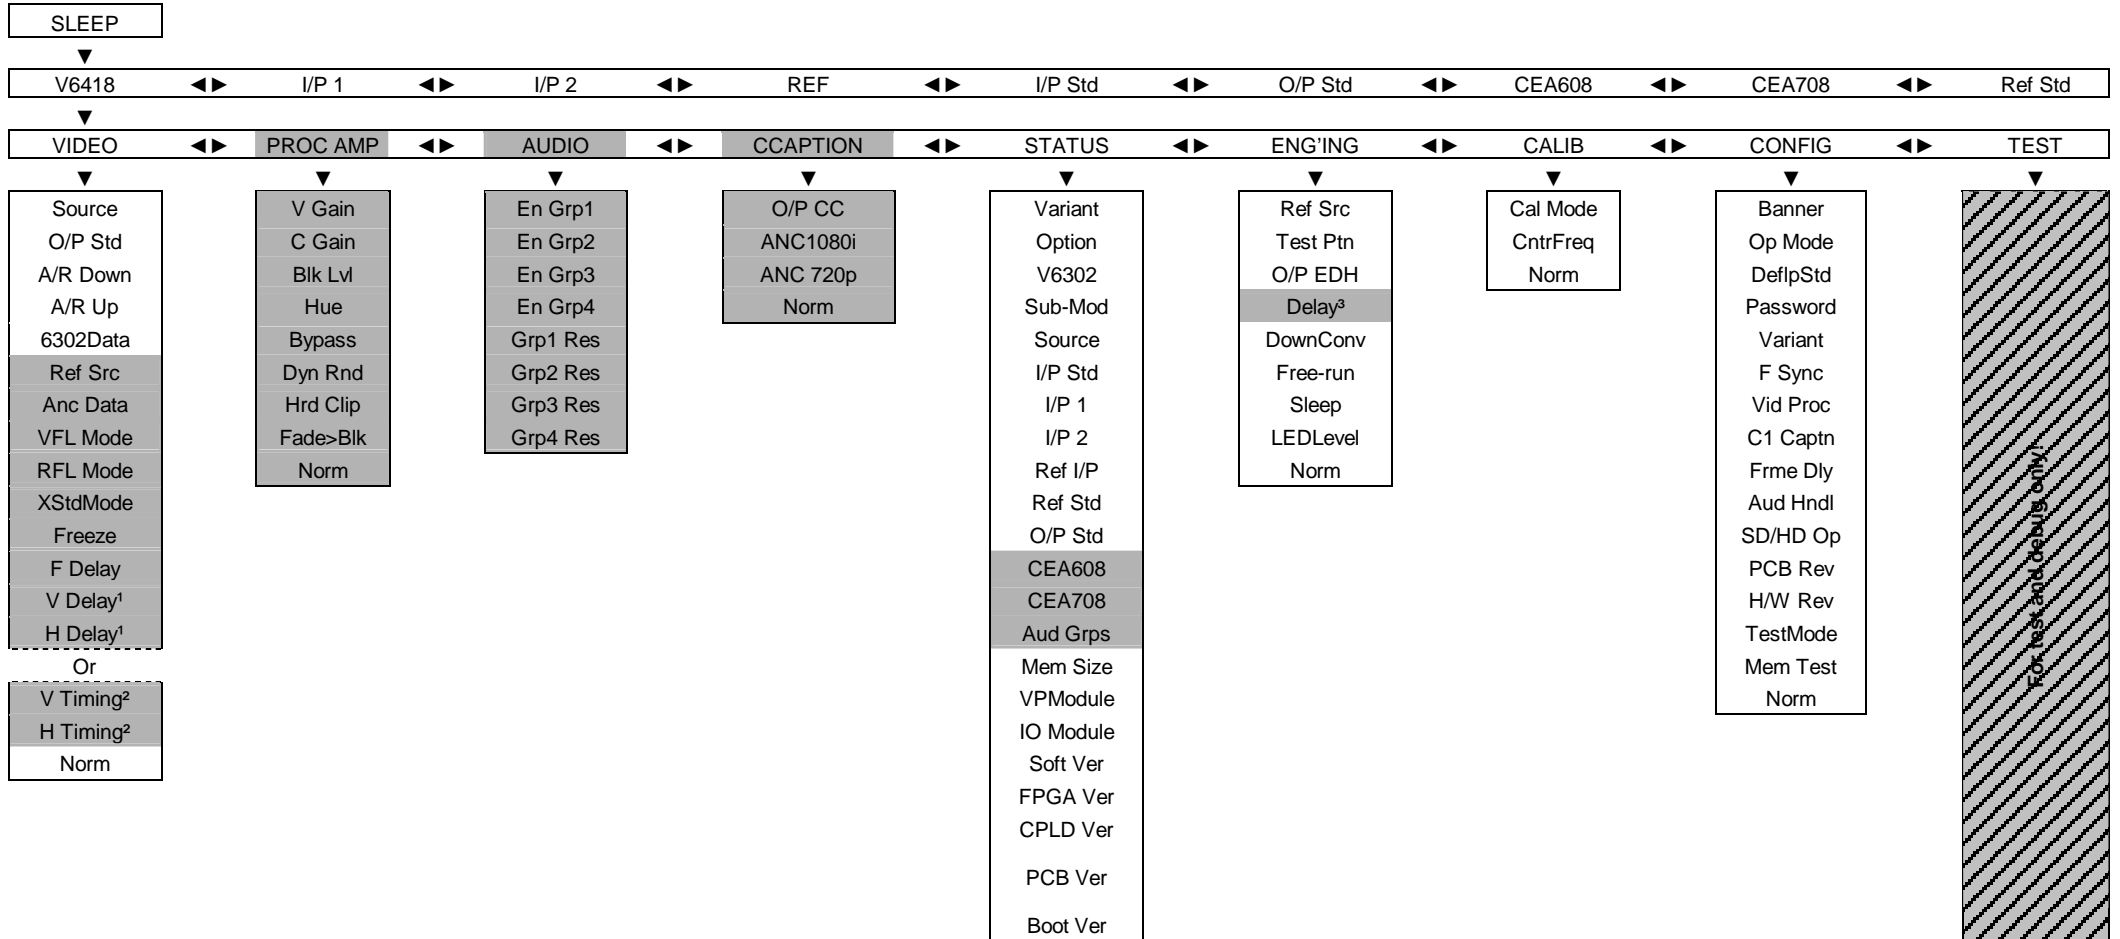 SLEEP
▼
V6418 ◄► I/P 1 ◄► I/P 2 ◄► REF ◄► I/P Std ◄► O/P Std ◄► CEA608 ◄► CEA708 ◄► Ref Std
▼
VIDEO ◄► PROC AMP ◄► AUDIO ◄► CCAPTION ◄► STATUS ◄► ENG'ING ◄► CALIB ◄► CONFIG ◄► TEST
▼ ▼ ▼ ▼ ▼ ▼ ▼ ▼ ▼
Source
O/P Std
A/R Down
A/R Up
6302Data
Ref Src
Anc Data
VFL Mode
RFL Mode
XStdMode
Freeze
F Delay
V Delay¹
H Delay¹
Or
V Timing²
H Timing²
Norm
V Gain
C Gain
Blk Lvl
Hue
Bypass
Dyn Rnd
Hrd Clip
Fade>Blk
Norm
En Grp1
En Grp2
En Grp3
En Grp4
Grp1 Res
Grp2 Res
Grp3 Res
Grp4 Res
O/P CC
ANC1080i
ANC 720p
Norm
Variant
Option
V6302
Sub-Mod
Source
I/P Std
I/P 1
I/P 2
Ref I/P
Ref Std
O/P Std
CEA608
CEA708
Aud Grps
Mem Size
VPModule
IO Module
Soft Ver
FPGA Ver
CPLD Ver
PCB Ver
Boot Ver
Ref Src
Test Ptn
O/P EDH
Delay³
DownConv
Free-run
Sleep
LEDLevel
Norm
Cal Mode
CntrFreq
Norm
Banner
Op Mode
DefIpStd
Password
Variant
F Sync
Vid Proc
C1 Captn
Frme Dly
Aud Hndl
SD/HD Op
PCB Rev
H/W Rev
TestMode
Mem Test
Norm
For test and debug only!